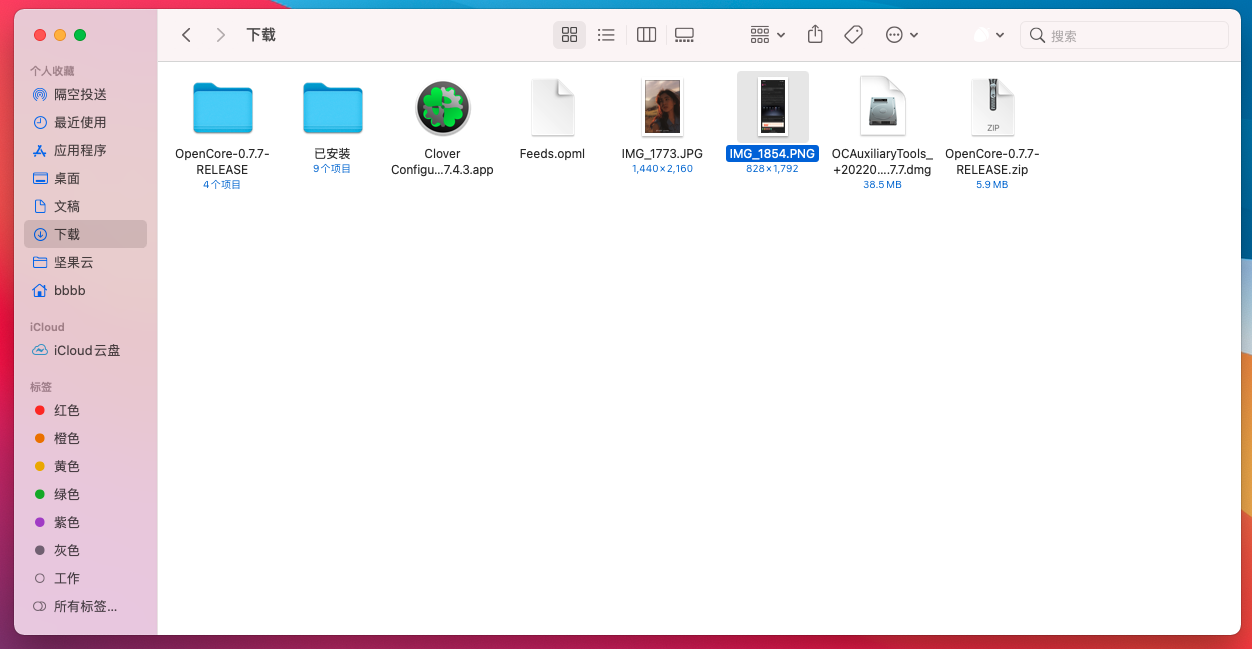 下载
搜索
个人收藏
隔空投送
最近使用
应用程序
桌面
文稿
下载
坚果云
bbbb
iCloud
iCloud云盘
标签
红色
橙色
黄色
绿色
紫色
灰色
工作
所有标签...
OpenCore-0.7.7-
RELEASE
4个项目
已安装
9个项目
Clover
Configu...7.4.3.app
Feeds.opml
IMG_1773.JPG
1,440×2,160
IMG_1854.PNG
828×1,792
OCAuxiliaryTools_
+20220....7.7.dmg
38.5 MB
ZIP
OpenCore-0.7.7-
RELEASE.zip
5.9 MB